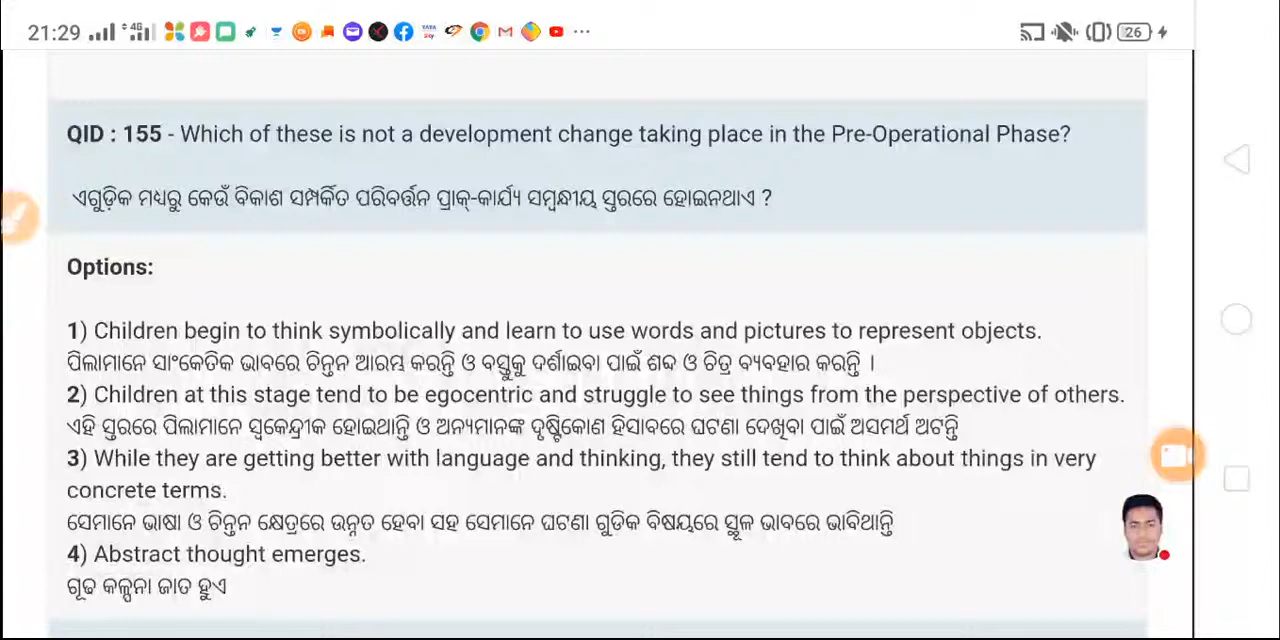 21:29
4G
TATA
sky
26
QID : 155 - Which of these is not a development change taking place in the Pre-Operational Phase?
ଏଗୁଡ଼ିକ ମଧ୍ୟରୁ କେଉଁ ବିକାଶ ସମ୍ପର୍କିତ ପରିବର୍ତ୍ତନ ପ୍ରାକ୍-କାର୍ଯ୍ୟ ସମ୍ବନ୍ଧୀୟ ସ୍ତରରେ ହୋଇନଥାଏ ?
Options:
1) Children begin to think symbolically and learn to use words and pictures to represent objects.
ପିଲାମାନେ ସାଂକେତିକ ଭାବରେ ଚିନ୍ତନ ଆରମ୍ଭ କରନ୍ତି ଓ ବସ୍ତୁକୁ ଦର୍ଶାଇବା ପାଇଁ ଶବ୍ଦ ଓ ଚିତ୍ର ବ୍ୟବହାର କରନ୍ତି ।
2) Children at this stage tend to be egocentric and struggle to see things from the perspective of others.
ଏହି ସ୍ତରରେ ପିଲାମାନେ ସ୍ବକେନ୍ଦ୍ରୀକ ହୋଇଥାନ୍ତି ଓ ଅନ୍ୟମାନଙ୍କ ଦୃଷ୍ଟିକୋଣ ହିସାବରେ ଘଟଣା ଦେଖିବା ପାଇଁ ଅସମର୍ଥ ଅଟନ୍ତି
3) While they are getting better with language and thinking, they still tend to think about things in very
concrete terms.
ସେମାନେ ଭାଷା ଓ ଚିନ୍ତନ କ୍ଷେତ୍ରରେ ଉନ୍ନତ ହେବା ସହ ସେମାନେ ଘଟଣା ଗୁଡ଼ିକ ବିଷୟରେ ସ୍ଥୂଳ ଭାବରେ ଭାବିଥାନ୍ତି
4) Abstract thought emerges.
ଗୂଢ କଳ୍ପନା ଜାତ ହୁଏ